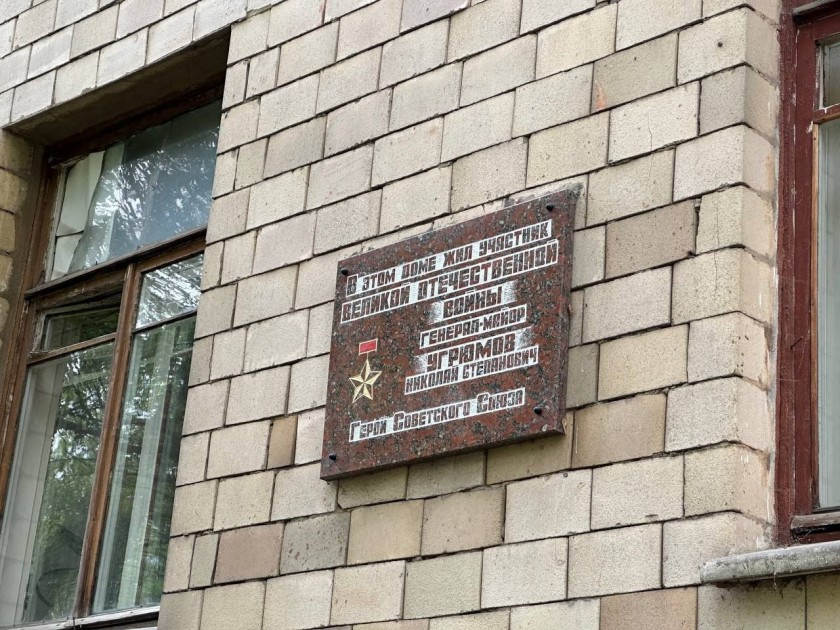 В ЭТОМ ДОМЕ ЖИЛ УЧАСТНИК
ВЕЛИКОЙ ОТЕЧЕСТВЕННОЙ
ВОЙНЫ
ГЕНЕРАЛ-МАЙОР
УГРЮМОВ
НИКОЛАЙ СТЕПАНОВИЧ
ГЕРОЙ СОВЕТСКОГО СОЮЗА